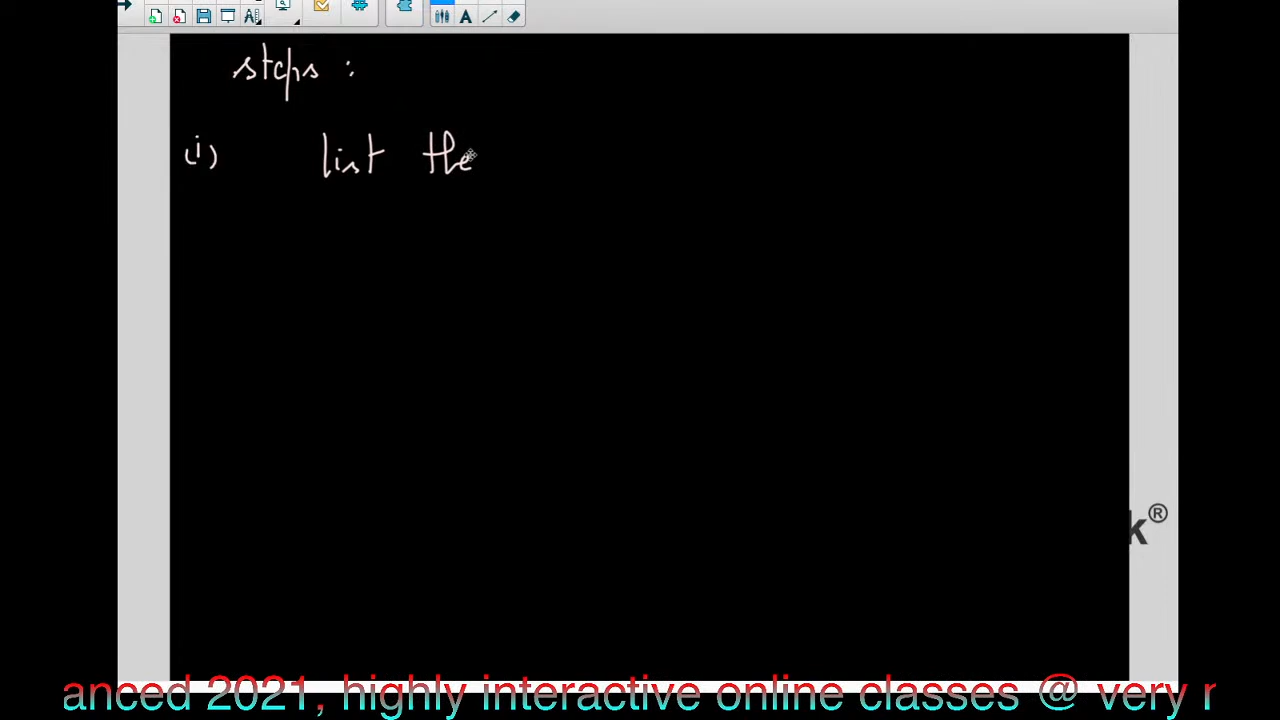 steps :
(i) list the
k®
anced 2021, highly interactive online classes @ very r